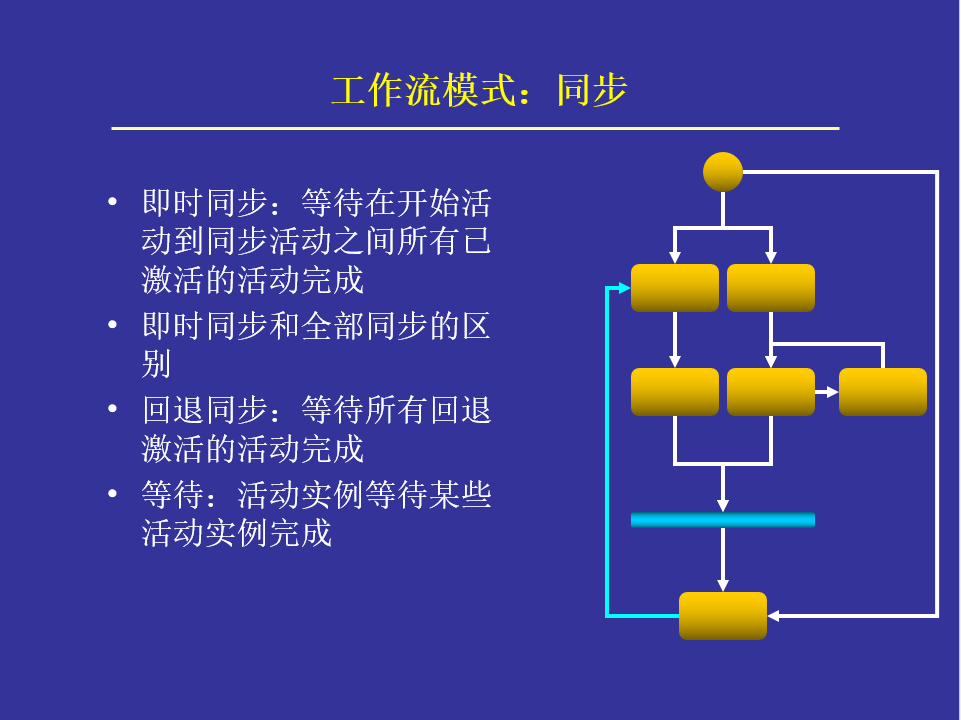 工作流模式：同步
• 即时同步：等待在开始活
动到同步活动之间所有已
激活的活动完成
• 即时同步和全部同步的区
别
• 回退同步：等待所有回退
激活的活动完成
• 等待：活动实例等待某些
活动实例完成